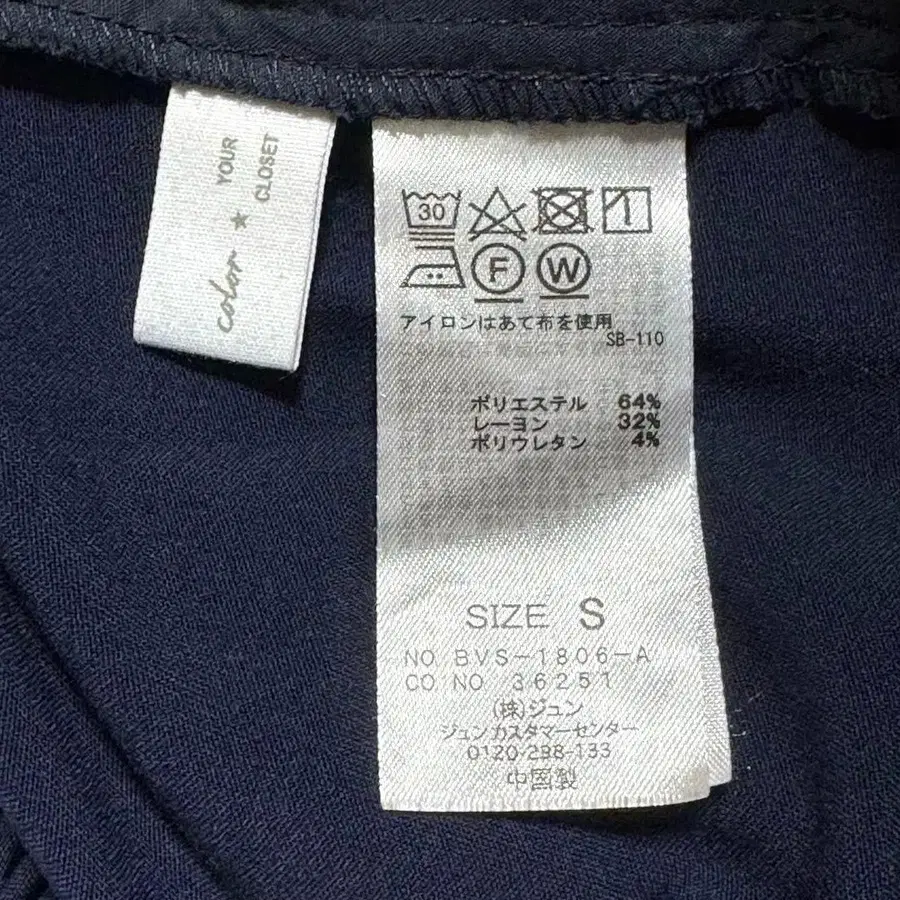 color ★ YOUR CLOSET
30
F W
アイロンはあて布を使用
SB-110
ポリエステル 64%
レーヨン 32%
ポリウレタン 4%
SIZE S
NO. BVS-1806-A
CO NO 36251
(株)ジュン
ジュンカスタマーセンター
0120-298-133
中国製